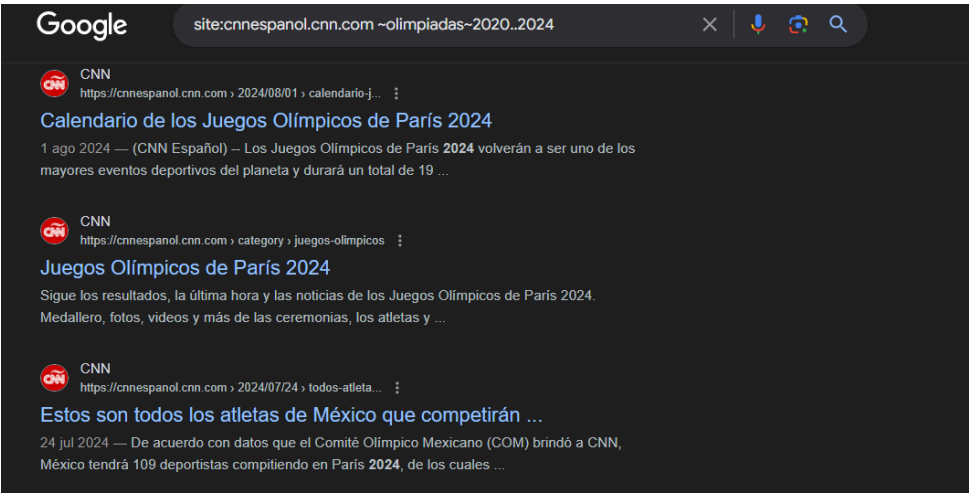 Google
site:cnnespanol.cnn.com ~olimpiadas~2020..2024
CNN
https://cnnespanol.cnn.com › 2024/08/01 › calendario-j...
Calendario de los Juegos Olímpicos de París 2024
1 ago 2024 — (CNN Español) -- Los Juegos Olímpicos de París 2024 volverán a ser uno de los
mayores eventos deportivos del planeta y durará un total de 19 ...
CNN
https://cnnespanol.cnn.com › category › juegos-olimpicos
Juegos Olímpicos de París 2024
Sigue los resultados, la última hora y las noticias de los Juegos Olímpicos de París 2024.
Medallero, fotos, videos y más de las ceremonias, los atletas y ...
CNN
https://cnnespanol.cnn.com › 2024/07/24 › todos-atleta...
Estos son todos los atletas de México que competirán ...
24 jul 2024 — De acuerdo con datos que el Comité Olímpico Mexicano (COM) brindó a CNN,
México tendrá 109 deportistas compitiendo en París 2024, de los cuales ...